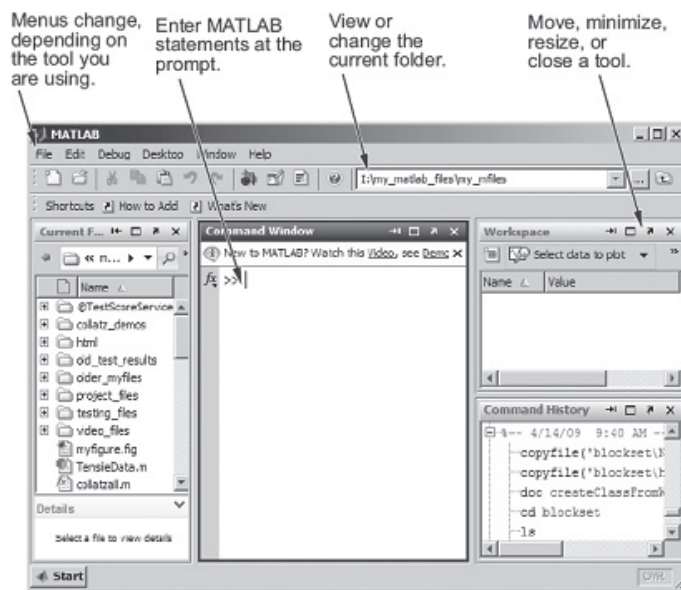 Menus change,
depending on
the tool you
are using.
Enter MATLAB
statements at the
prompt.
View or
change the
current folder.
Move, minimize,
resize, or
close a tool.
MATLAB
File Edit Debug Desktop Window Help
I:\my_matlab_files\my_mfiles
Shortcuts How to Add What's New
Current F...
« n...
Name
@TestScoreService
collatz_demos
html
old_test_results
older_myfiles
project_files
testing_files
video_files
myfigure.fig
TensileData.m
collatzall.m
Details
Select a file to view details
Command Window
New to MATLAB? Watch this Video, see Demo
fx >>
Workspace
Select data to plot
Name Value
Command History
%-- 4/14/09 9:40 AM --
copyfile('blockset\
copyfile('blockset\h
doc createClassFrom
cd blockset
ls
Start
OVR